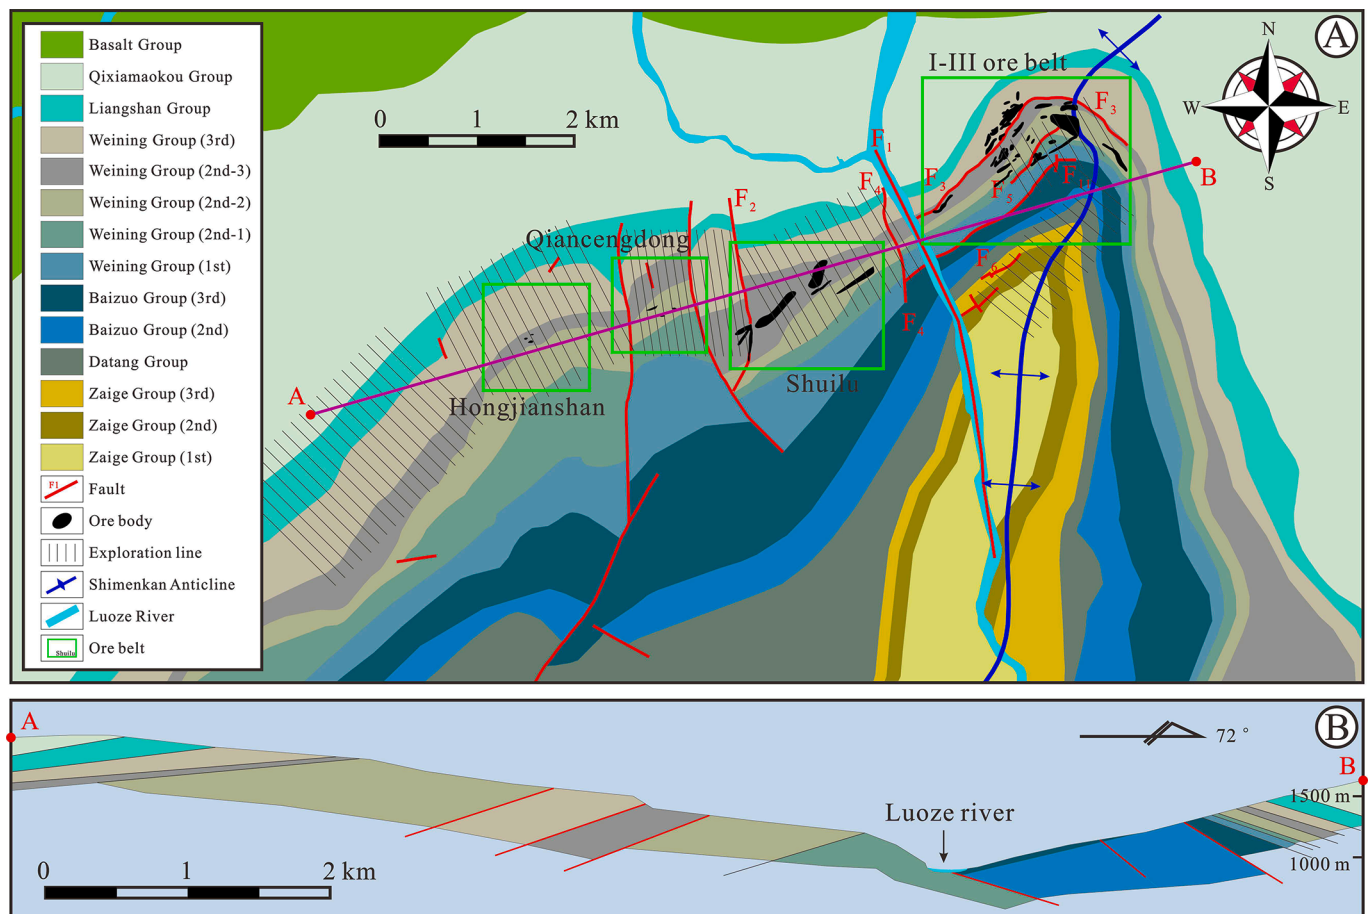 Basalt Group
Qixiamaokou Group
Liangshan Group
Weining Group (3rd)
Weining Group (2nd-3)
Weining Group (2nd-2)
Weining Group (2nd-1)
Weining Group (1st)
Baizuo Group (3rd)
Baizuo Group (2nd)
Datang Group
Zaige Group (3rd)
Zaige Group (2nd)
Zaige Group (1st)
F1 Fault
Ore body
Exploration line
Shimenkan Anticline
Luoze River
Shuilu Ore belt
A
N
W E
S
I-III ore belt
0 1 2 km
F1
F3
F4
F3
F2
F5
B
Qiancengdong
F4
Shuilu
A
Hongjianshan
A
B
72 °
B
1500 m
Luoze river
1000 m
0 1 2 km